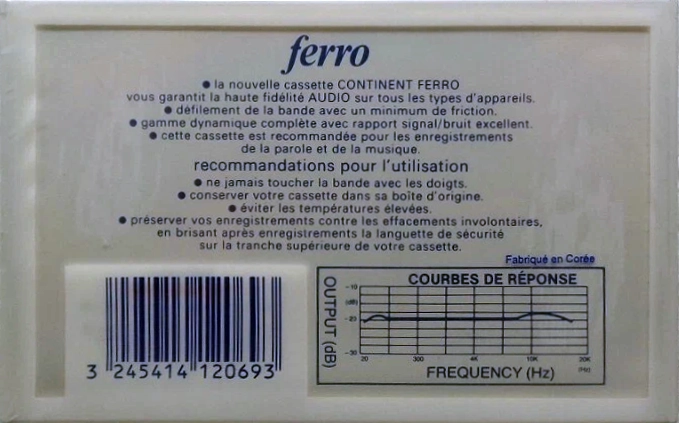 ferro
• la nouvelle cassette CONTINENT FERRO
vous garantit la haute fidélité AUDIO sur tous les types d'appareils.
• défilement de la bande avec un minimum de friction.
• gamme dynamique complète avec rapport signal/bruit excellent.
• cette cassette est recommandée pour les enregistrements
de la parole et de la musique.
recommandations pour l'utilisation
• ne jamais toucher la bande avec les doigts.
• conserver votre cassette dans sa boîte d'origine.
• éviter les températures élevées.
• préserver vos enregistrements contre les effacements involontaires,
en brisant après enregistrements la languette de sécurité
sur la tranche supérieure de votre cassette.
Fabriqué en Corée
COURBES DE RÉPONSE
OUTPUT (dB)
-10
(dB)
-20
-30
20 300 4K 10K 20K
FREQUENCY (Hz)
(Hz)
3 245414 120693